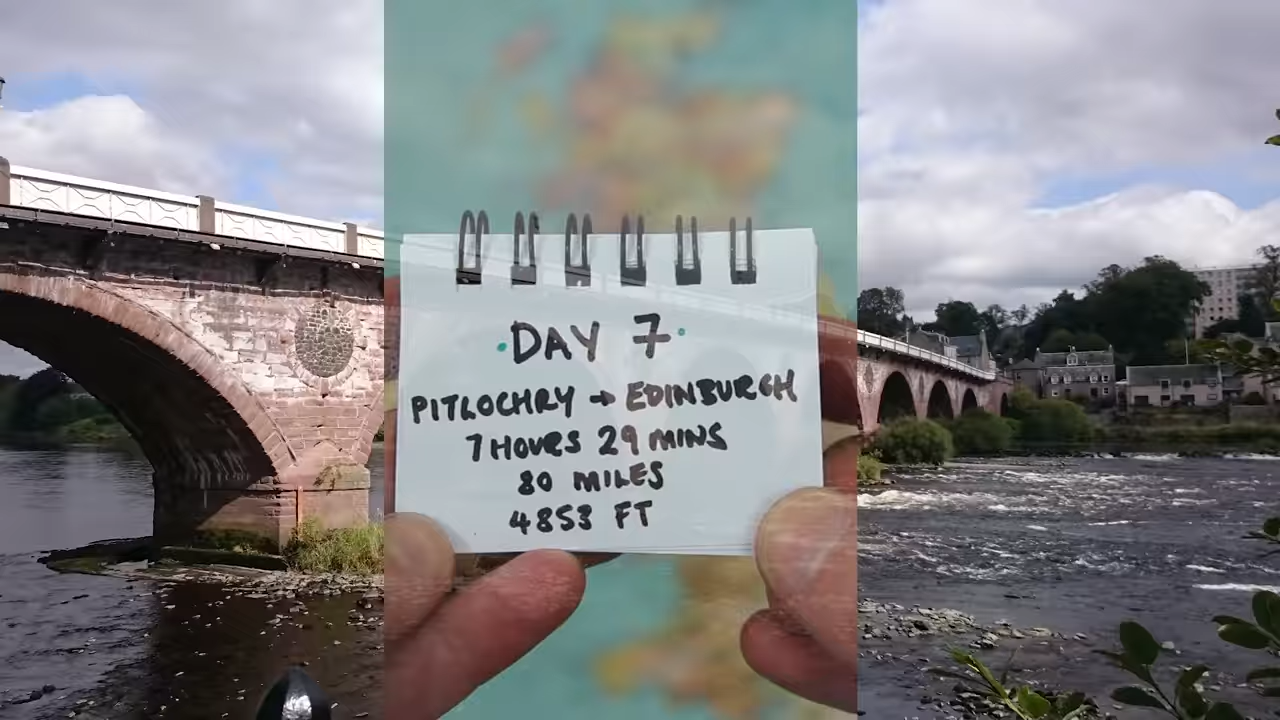 DAY 7
PITLOCHRY → EDINBURGH
7 HOURS 29 MINS
80 MILES
4853 FT